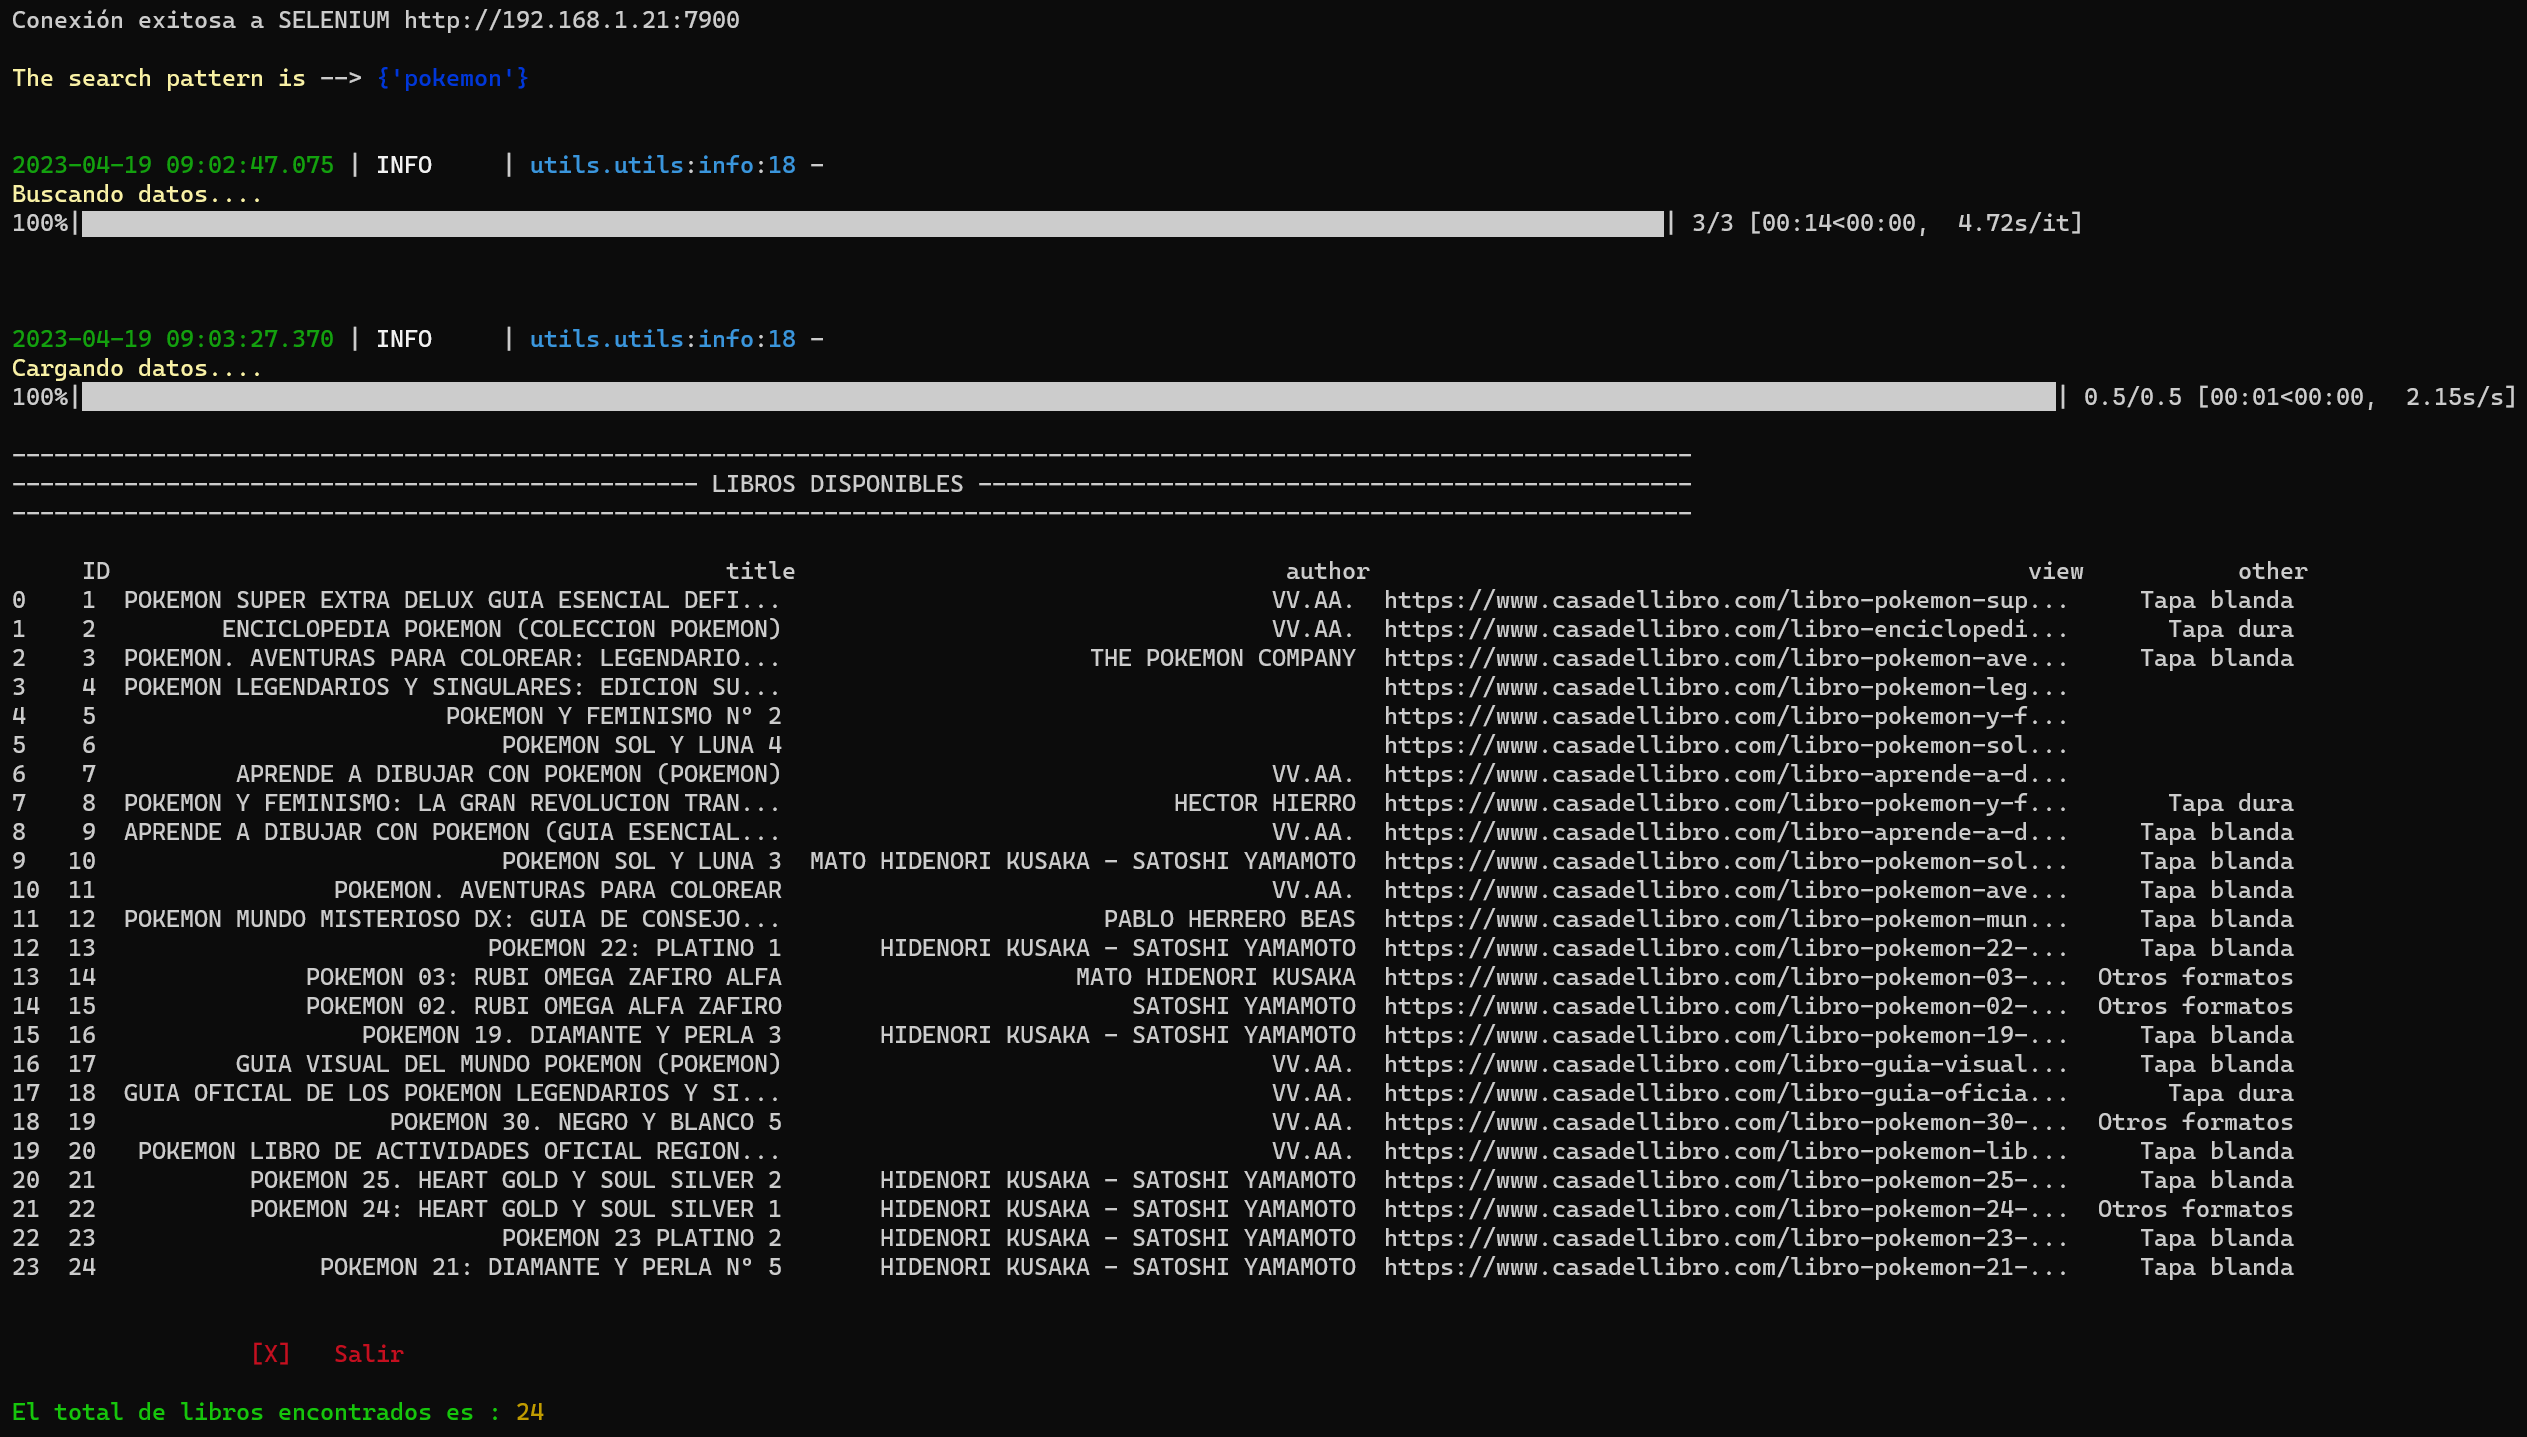 Conexión exitosa a SELENIUM http://192.168.1.21:7900
The search pattern is --> {'pokemon'}
2023-04-19 09:02:47.075 | INFO     | utils.utils:info:18 -
Buscando datos....
100%| | 3/3 [00:14<00:00,  4.72s/it]
2023-04-19 09:03:27.370 | INFO     | utils.utils:info:18 -
Cargando datos....
100%| | 0.5/0.5 [00:01<00:00,  2.15s/s]
------------------------------------------------------------------------------------------------------------------------
------------------------------------------------- LIBROS DISPONIBLES ---------------------------------------------------
------------------------------------------------------------------------------------------------------------------------
ID title author view other
0 1 POKEMON SUPER EXTRA DELUX GUIA ESENCIAL DEFI... VV.AA. https://www.casadellibro.com/libro-pokemon-sup... Tapa blanda
1 2 ENCICLOPEDIA POKEMON (COLECCION POKEMON) VV.AA. https://www.casadellibro.com/libro-enciclopedi... Tapa dura
2 3 POKEMON. AVENTURAS PARA COLOREAR: LEGENDARIO... THE POKEMON COMPANY https://www.casadellibro.com/libro-pokemon-ave... Tapa blanda
3 4 POKEMON LEGENDARIOS Y SINGULARES: EDICION SU... https://www.casadellibro.com/libro-pokemon-leg...
4 5 POKEMON Y FEMINISMO Nº 2 https://www.casadellibro.com/libro-pokemon-y-f...
5 6 POKEMON SOL Y LUNA 4 https://www.casadellibro.com/libro-pokemon-sol...
6 7 APRENDE A DIBUJAR CON POKEMON (POKEMON) VV.AA. https://www.casadellibro.com/libro-aprende-a-d...
7 8 POKEMON Y FEMINISMO: LA GRAN REVOLUCION TRAN... HECTOR HIERRO https://www.casadellibro.com/libro-pokemon-y-f... Tapa dura
8 9 APRENDE A DIBUJAR CON POKEMON (GUIA ESENCIAL... VV.AA. https://www.casadellibro.com/libro-aprende-a-d... Tapa blanda
9 10 POKEMON SOL Y LUNA 3 MATO HIDENORI KUSAKA - SATOSHI YAMAMOTO https://www.casadellibro.com/libro-pokemon-sol... Tapa blanda
10 11 POKEMON. AVENTURAS PARA COLOREAR VV.AA. https://www.casadellibro.com/libro-pokemon-ave... Tapa blanda
11 12 POKEMON MUNDO MISTERIOSO DX: GUIA DE CONSEJO... PABLO HERRERO BEAS https://www.casadellibro.com/libro-pokemon-mun... Tapa blanda
12 13 POKEMON 22: PLATINO 1 HIDENORI KUSAKA - SATOSHI YAMAMOTO https://www.casadellibro.com/libro-pokemon-22-... Tapa blanda
13 14 POKEMON 03: RUBI OMEGA ZAFIRO ALFA MATO HIDENORI KUSAKA https://www.casadellibro.com/libro-pokemon-03-... Otros formatos
14 15 POKEMON 02. RUBI OMEGA ALFA ZAFIRO SATOSHI YAMAMOTO https://www.casadellibro.com/libro-pokemon-02-... Otros formatos
15 16 POKEMON 19. DIAMANTE Y PERLA 3 HIDENORI KUSAKA - SATOSHI YAMAMOTO https://www.casadellibro.com/libro-pokemon-19-... Tapa blanda
16 17 GUIA VISUAL DEL MUNDO POKEMON (POKEMON) VV.AA. https://www.casadellibro.com/libro-guia-visual... Tapa blanda
17 18 GUIA OFICIAL DE LOS POKEMON LEGENDARIOS Y SI... VV.AA. https://www.casadellibro.com/libro-guia-oficia... Tapa dura
18 19 POKEMON 30. NEGRO Y BLANCO 5 VV.AA. https://www.casadellibro.com/libro-pokemon-30-... Otros formatos
19 20 POKEMON LIBRO DE ACTIVIDADES OFICIAL REGION... VV.AA. https://www.casadellibro.com/libro-pokemon-lib... Tapa blanda
20 21 POKEMON 25. HEART GOLD Y SOUL SILVER 2 HIDENORI KUSAKA - SATOSHI YAMAMOTO https://www.casadellibro.com/libro-pokemon-25-... Tapa blanda
21 22 POKEMON 24: HEART GOLD Y SOUL SILVER 1 HIDENORI KUSAKA - SATOSHI YAMAMOTO https://www.casadellibro.com/libro-pokemon-24-... Otros formatos
22 23 POKEMON 23 PLATINO 2 HIDENORI KUSAKA - SATOSHI YAMAMOTO https://www.casadellibro.com/libro-pokemon-23-... Tapa blanda
23 24 POKEMON 21: DIAMANTE Y PERLA Nº 5 HIDENORI KUSAKA - SATOSHI YAMAMOTO https://www.casadellibro.com/libro-pokemon-21-... Tapa blanda
[X] Salir
El total de libros encontrados es : 24